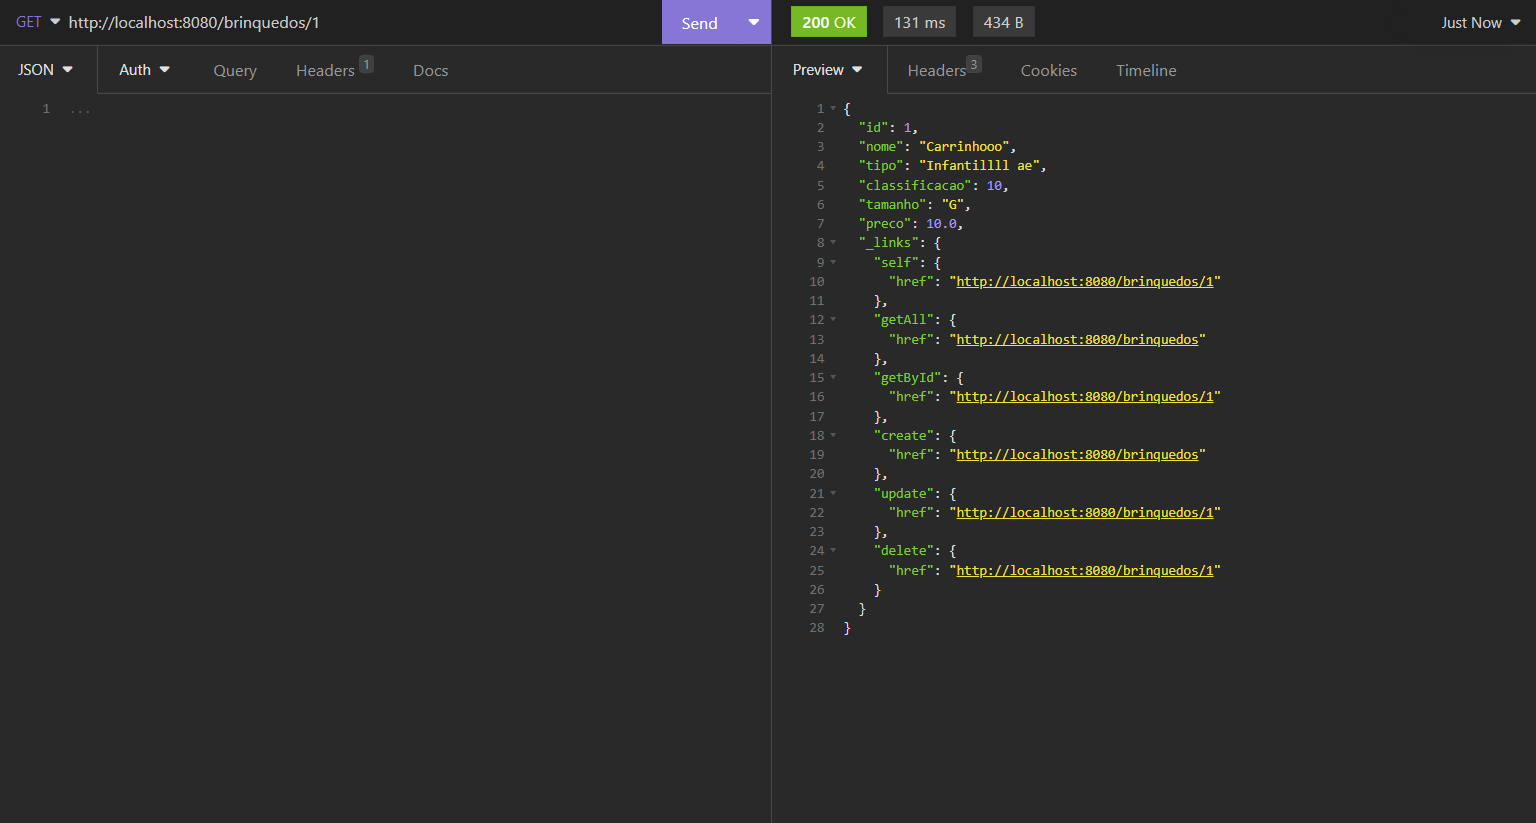 GET http://localhost:8080/brinquedos/1 Send
200 OK 131 ms 434 B Just Now
JSON Auth Query Headers 1 Docs
Preview Headers 3 Cookies Timeline
1 ...
1 {
2 "id": 1,
3 "nome": "Carrinhooo",
4 "tipo": "Infantillll ae",
5 "classificacao": 10,
6 "tamanho": "G",
7 "preco": 10.0,
8 "_links": {
9 "self": {
10 "href": "http://localhost:8080/brinquedos/1"
11 },
12 "getAll": {
13 "href": "http://localhost:8080/brinquedos"
14 },
15 "getById": {
16 "href": "http://localhost:8080/brinquedos/1"
17 },
18 "create": {
19 "href": "http://localhost:8080/brinquedos"
20 },
21 "update": {
22 "href": "http://localhost:8080/brinquedos/1"
23 },
24 "delete": {
25 "href": "http://localhost:8080/brinquedos/1"
26 }
27 }
28 }